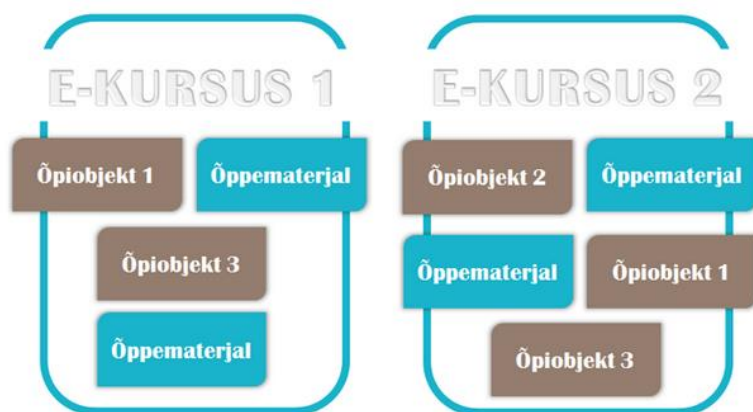 E-KURSUS 1
Õpiobjekt 1
Õppematerjal
Õpiobjekt 3
Õppematerjal
E-KURSUS 2
Õpiobjekt 2
Õppematerjal
Õppematerjal
Õpiobjekt 1
Õpiobjekt 3